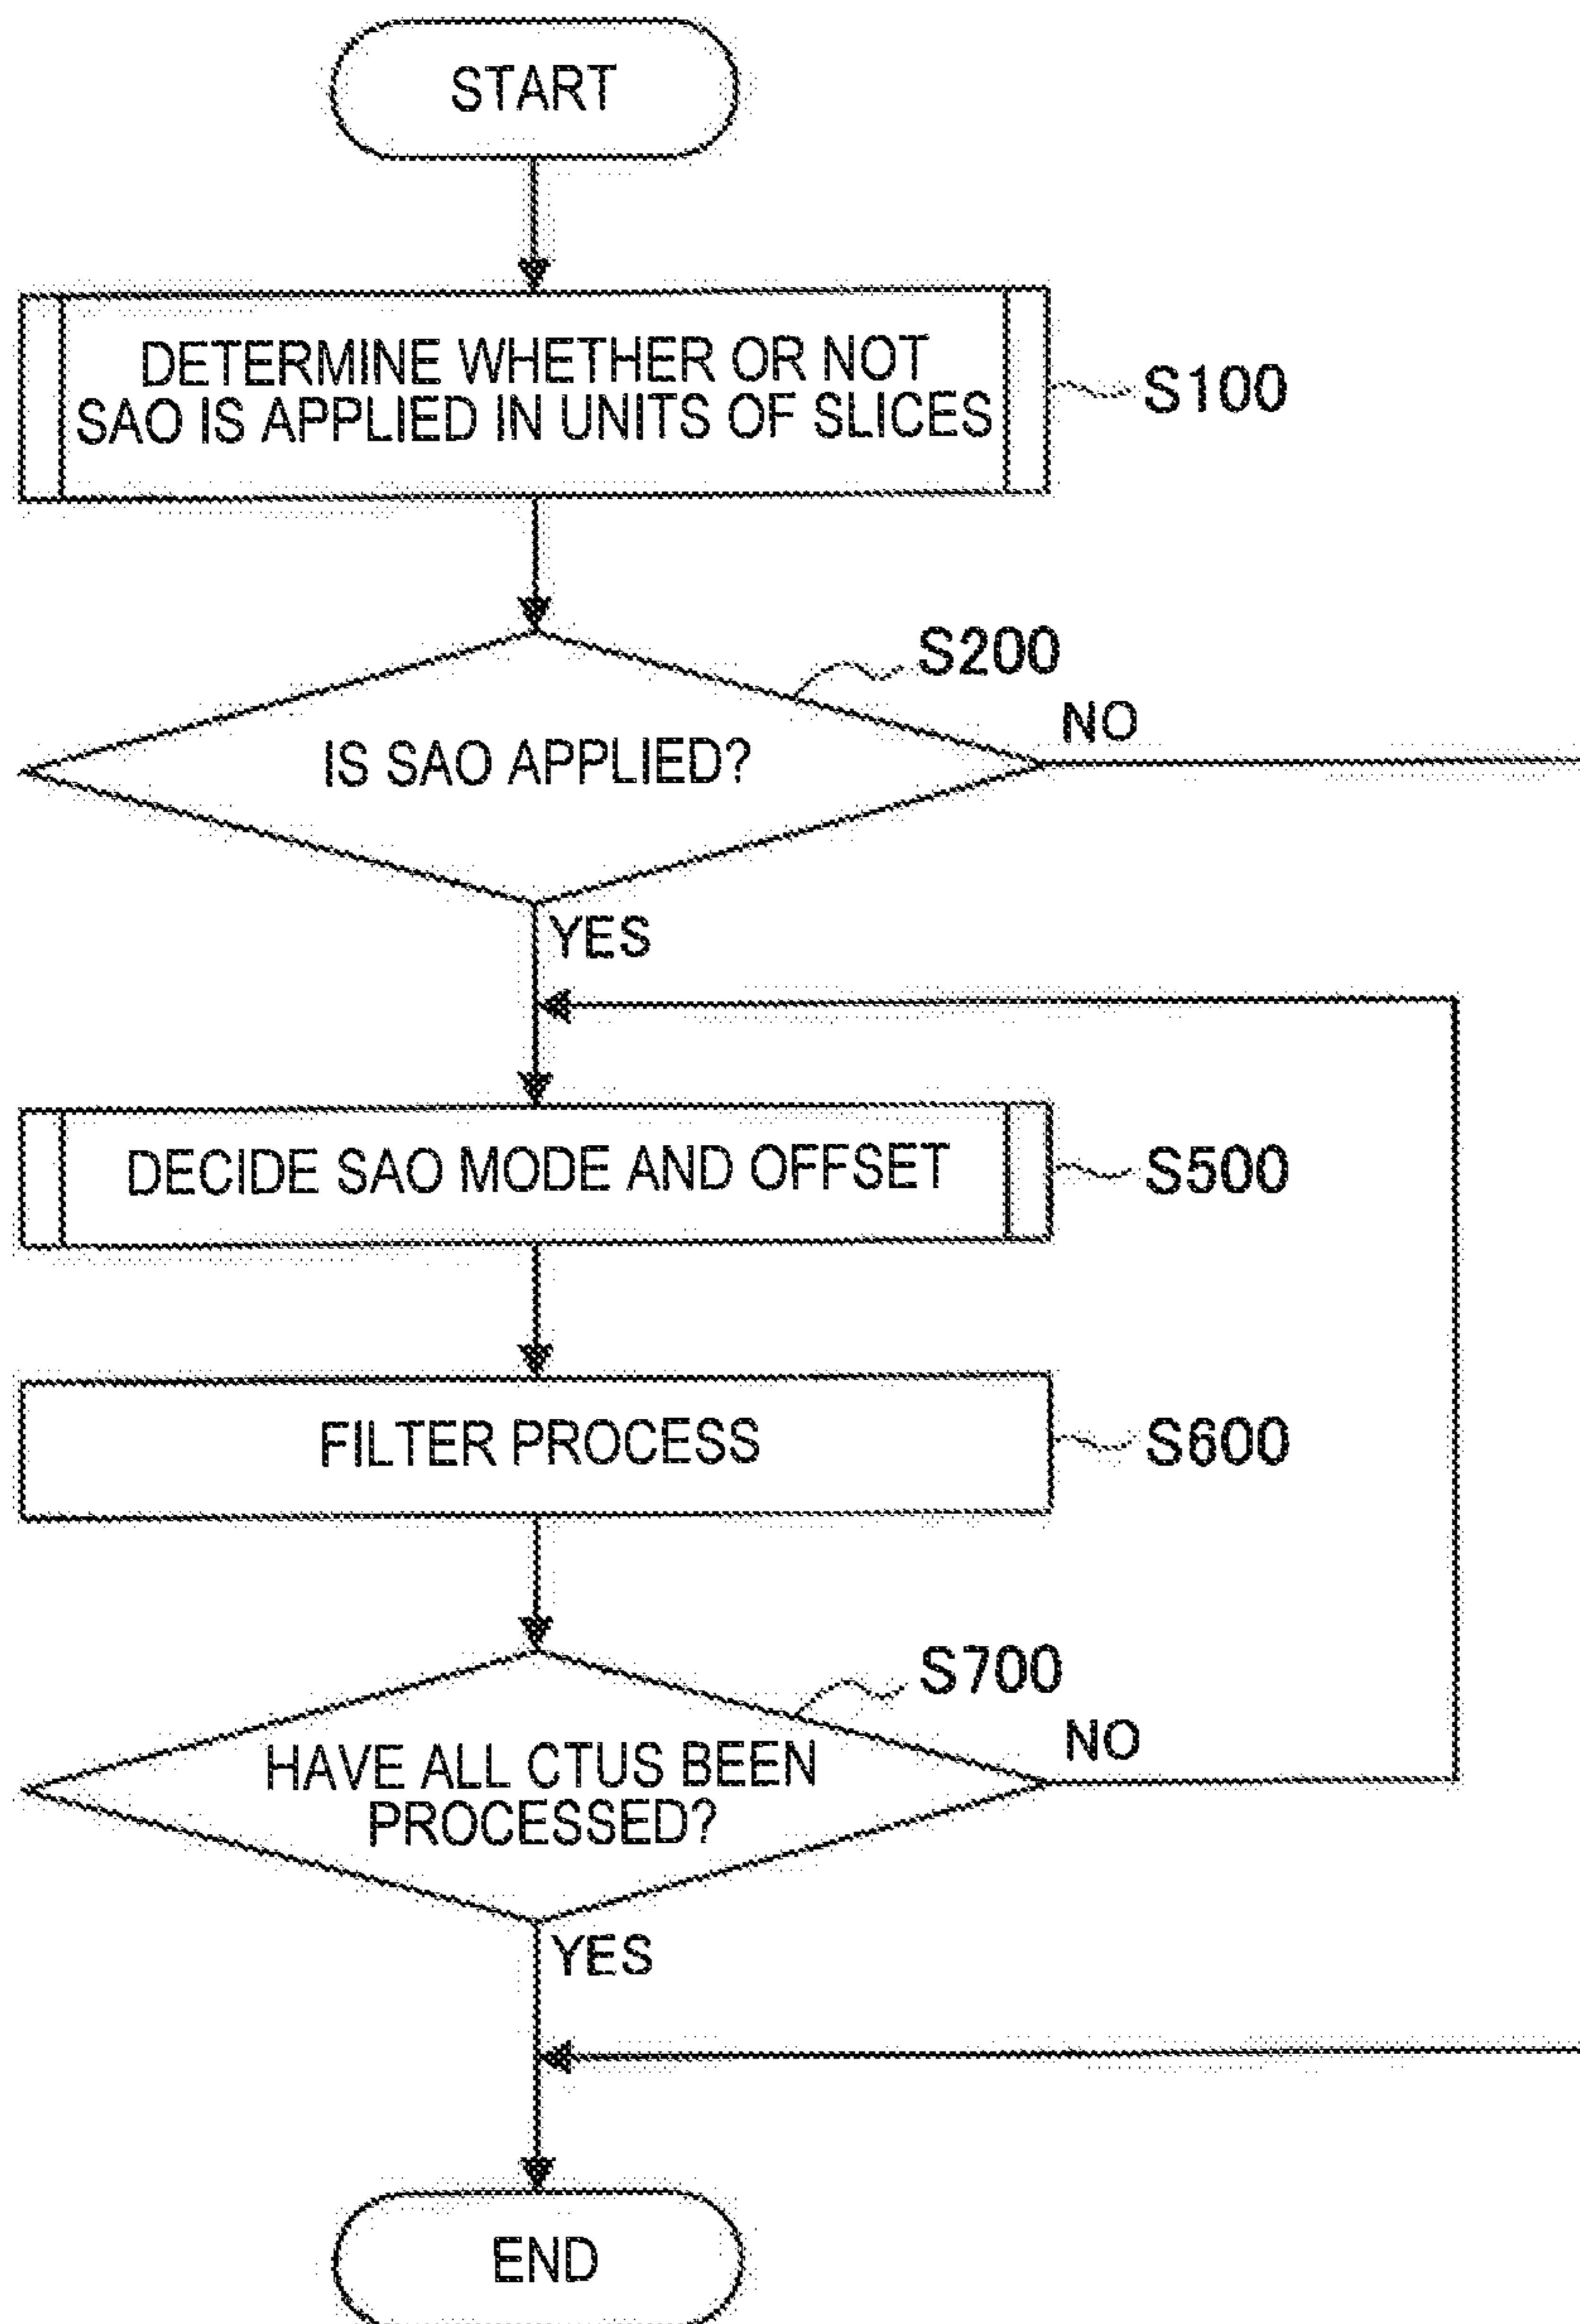 START
DETERMINE WHETHER OR NOT
SAO IS APPLIED IN UNITS OF SLICES
S100
S200
NO
IS SAO APPLIED?
YES
DECIDE SAO MODE AND OFFSET
S500
FILTER PROCESS
S600
S700
NO
HAVE ALL CTUS BEEN
PROCESSED?
YES
END